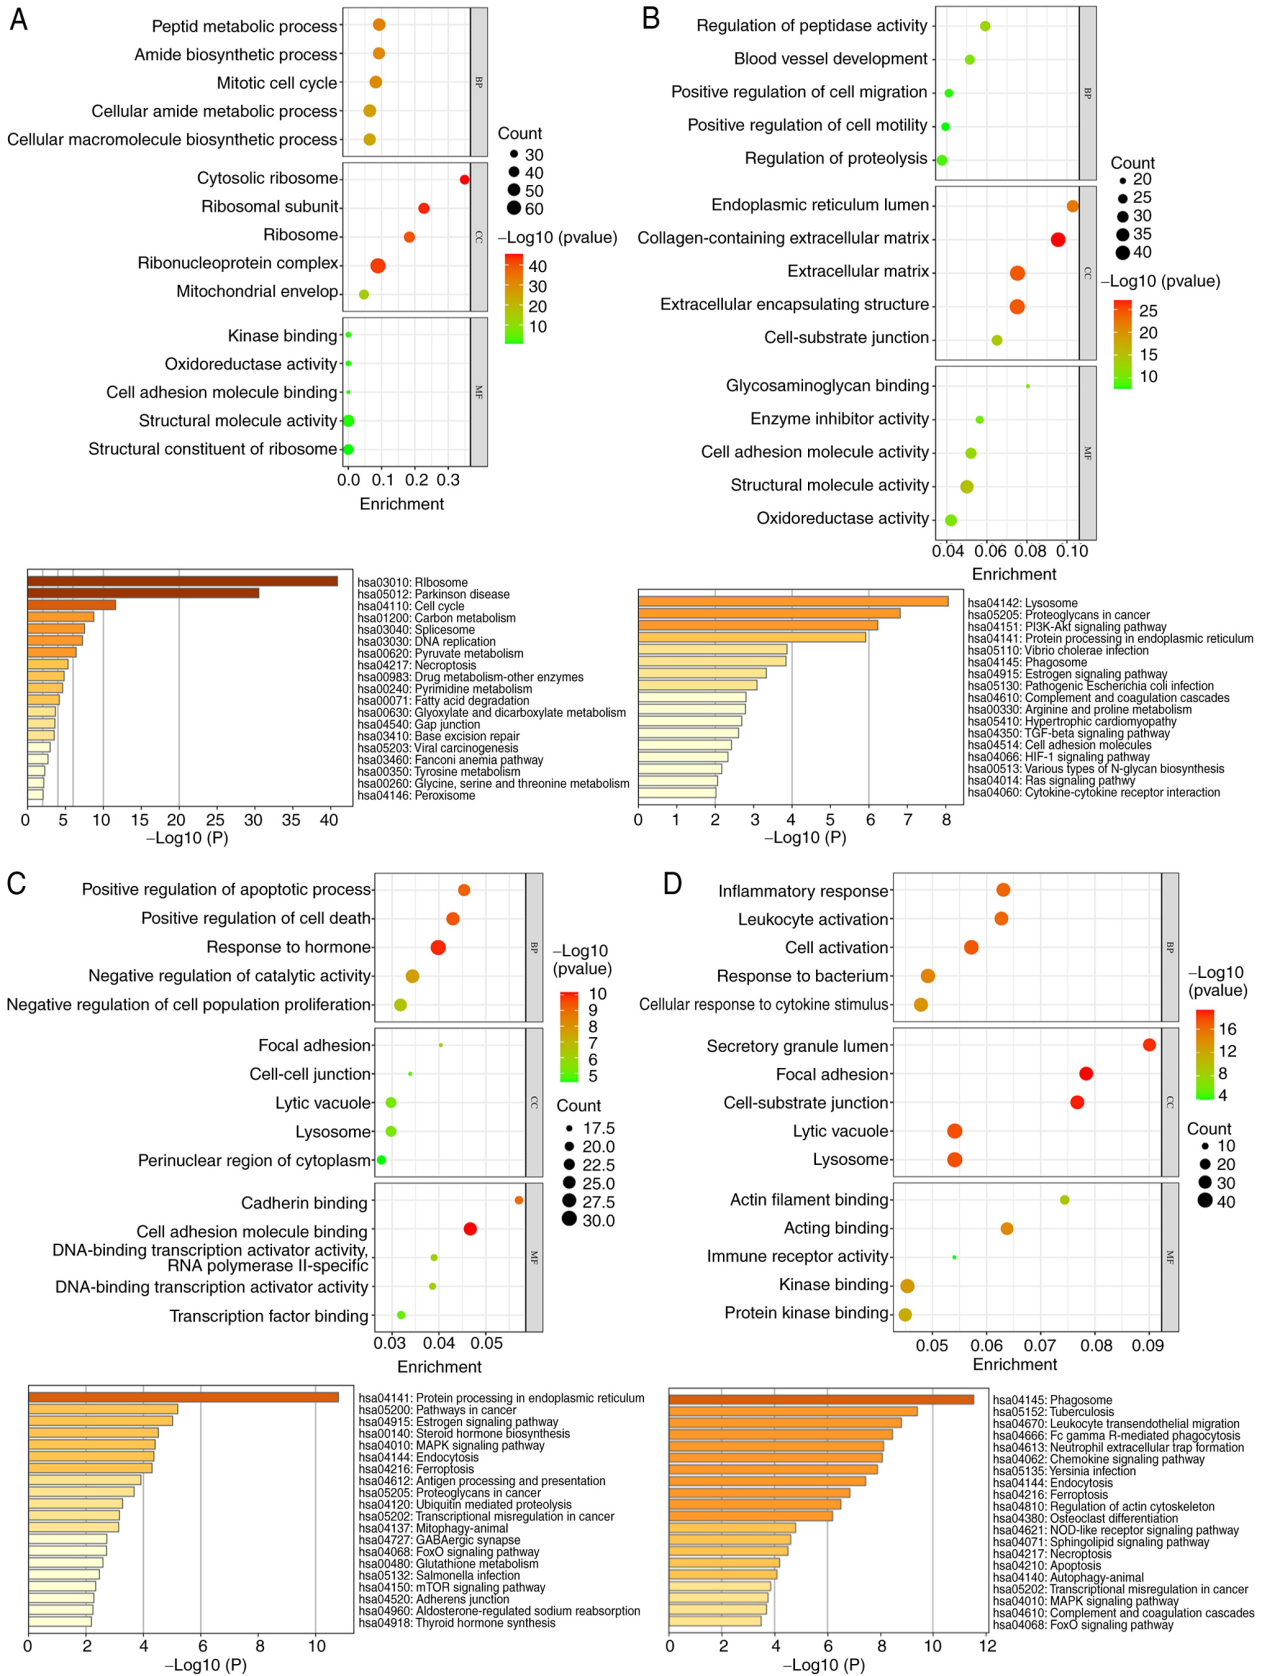 A
Peptid metabolic process
Amide biosynthetic process
Mitotic cell cycle
Cellular amide metabolic process
Cellular macromolecule biosynthetic process
BP
Cytosolic ribosome
Ribosomal subunit
Ribosome
Ribonucleoprotein complex
Mitochondrial envelop
CC
Kinase binding
Oxidoreductase activity
Cell adhesion molecule binding
Structural molecule activity
Structural constituent of ribosome
MF
0.0 0.1 0.2 0.3
Enrichment
Count
30
40
50
60
−Log10 (pvalue)
40
30
20
10
hsa03010: RIbosome
hsa05012: Parkinson disease
hsa04110: Cell cycle
hsa01200: Carbon metabolism
hsa03040: Splicesome
hsa03030: DNA replication
hsa00620: Pyruvate metabolism
hsa04217: Necroptosis
hsa00983: Drug metabolism-other enzymes
hsa00240: Pyrimidine metabolism
hsa00071: Fatty acid degradation
hsa00630: Glyoxylate and dicarboxylate metabolism
hsa04540: Gap junction
hsa03410: Base excision repair
hsa05203: Viral carcinogenesis
hsa03460: Fanconi anemia pathway
hsa00350: Tyrosine metabolism
hsa00260: Glycine, serine and threonine metabolism
hsa04146: Peroxisome
0 5 10 15 20 25 30 35 40
−Log10 (P)
B
Regulation of peptidase activity
Blood vessel development
Positive regulation of cell migration
Positive regulation of cell motility
Regulation of proteolysis
BP
Endoplasmic reticulum lumen
Collagen-containing extracellular matrix
Extracellular matrix
Extracellular encapsulating structure
Cell-substrate junction
CC
Glycosaminoglycan binding
Enzyme inhibitor activity
Cell adhesion molecule activity
Structural molecule activity
Oxidoreductase activity
MF
0.04 0.06 0.08 0.10
Enrichment
Count
20
25
30
35
40
−Log10 (pvalue)
25
20
15
10
hsa04142: Lysosome
hsa05205: Proteoglycans in cancer
hsa04151: PI3K-Akt signaling pathway
hsa04141: Protein processing in endoplasmic reticulum
hsa05110: Vibrio cholerae infection
hsa04145: Phagosome
hsa04915: Estrogen signaling pathway
hsa05130: Pathogenic Escherichia coli infection
hsa04610: Complement and coagulation cascades
hsa00330: Arginine and proline metabolism
hsa05410: Hypertrophic cardiomyopathy
hsa04350: TGF-beta signaling pathway
hsa04514: Cell adhesion molecules
hsa04066: HIF-1 signaling pathway
hsa00513: Various types of N-glycan biosynthesis
hsa04014: Ras signaling pathwy
hsa04060: Cytokine-cytokine receptor interaction
0 1 2 3 4 5 6 7 8
−Log10 (P)
C
Positive regulation of apoptotic process
Positive regulation of cell death
Response to hormone
Negative regulation of catalytic activity
Negative regulation of cell population proliferation
BP
Focal adhesion
Cell-cell junction
Lytic vacuole
Lysosome
Perinuclear region of cytoplasm
CC
Cadherin binding
Cell adhesion molecule binding
DNA-binding transcription activator activity,
RNA polymerase II-specific
DNA-binding transcription activator activity
Transcription factor binding
MF
0.03 0.04 0.05
Enrichment
−Log10
(pvalue)
10
9
8
7
6
5
Count
17.5
20.0
22.5
25.0
27.5
30.0
hsa04141: Protein processing in endoplasmic reticulum
hsa05200: Pathways in cancer
hsa04915: Estrogen signaling pathway
hsa00140: Steroid hormone biosynthesis
hsa04010: MAPK signaling pathway
hsa04144: Endocytosis
hsa04216: Ferroptosis
hsa04612: Antigen processing and presentation
hsa05205: Proteoglycans in cancer
hsa04120: Ubiquitin mediated proteolysis
hsa05202: Transcriptional misregulation in cancer
hsa04137: Mitophagy-animal
hsa04727: GABAergic synapse
hsa04068: FoxO signaling pathway
hsa00480: Glutathione metabolism
hsa05132: Salmonella infection
hsa04150: mTOR signaling pathway
hsa04520: Adherens junction
hsa04960: Aldosterone-regulated sodium reabsorption
hsa04918: Thyroid hormone synthesis
0 2 4 6 8 10
−Log10 (P)
D
Inflammatory response
Leukocyte activation
Cell activation
Response to bacterium
Cellular response to cytokine stimulus
BP
Secretory granule lumen
Focal adhesion
Cell-substrate junction
Lytic vacuole
Lysosome
CC
Actin filament binding
Acting binding
Immune receptor activity
Kinase binding
Protein kinase binding
MF
0.05 0.06 0.07 0.08 0.09
Enrichment
−Log10
(pvalue)
16
12
8
4
Count
10
20
30
40
hsa04145: Phagosome
hsa05152: Tuberculosis
hsa04670: Leukocyte transendothelial migration
hsa04666: Fc gamma R-mediated phagocytosis
hsa04613: Neutrophil extracellular trap formation
hsa04062: Chemokine signaling pathway
hsa05135: Yersinia infection
hsa04144: Endocytosis
hsa04216: Ferroptosis
hsa04810: Regulation of actin cytoskeleton
hsa04380: Osteoclast differentiation
hsa04621: NOD-like receptor signaling pathway
hsa04071: Sphingolipid signaling pathway
hsa04217: Necroptosis
hsa04210: Apoptosis
hsa04140: Autophagy-animal
hsa05202: Transcriptional misregulation in cancer
hsa04010: MAPK signaling pathway
hsa04610: Complement and coagulation cascades
hsa04068: FoxO signaling pathway
0 2 4 6 8 10 12
−Log10 (P)